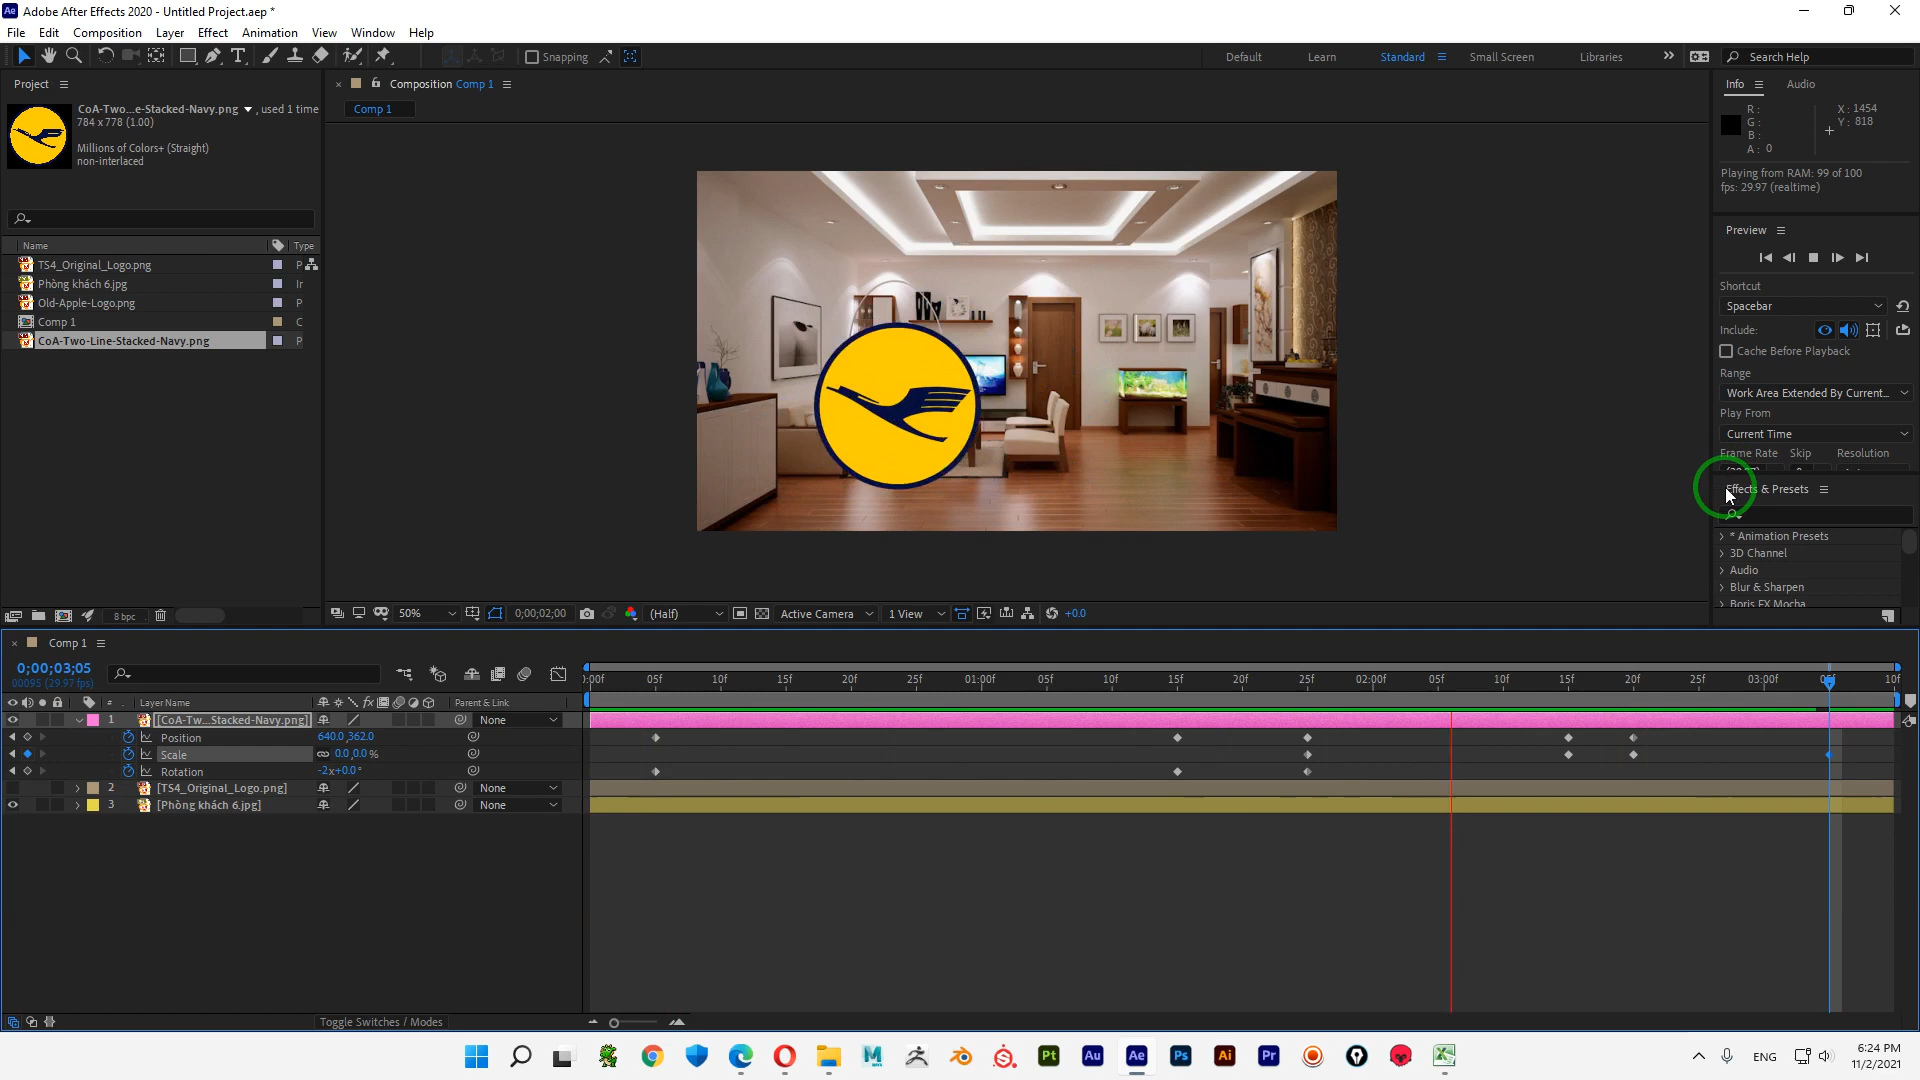 Adobe After Effects 2020 - Untitled Project.aep *
File Edit Composition Layer Effect Animation View Window Help
Snapping
Default Learn Standard Small Screen Libraries Search Help
Project
CoA-Two...e-Stacked-Navy.png , used 1 time
784 x 778 (1.00)
Millions of Colors+ (Straight)
non-interlaced
Name Type
TS4_Original_Logo.png P
Phòng khách 6.jpg Ir
Old-Apple-Logo.png P
Comp 1 C
CoA-Two-Line-Stacked-Navy.png P
8 bpc
Composition Comp 1
Comp 1
50% 0;00;02;00 (Half) Active Camera 1 View +0.0
Info Audio
R :
G :
B :
A : 0
X : 1454
Y : 818
Playing from RAM: 99 of 100
fps: 29.97 (realtime)
Preview
Shortcut
Spacebar
Include:
Cache Before Playback
Range
Work Area Extended By Current...
Play From
Current Time
Frame Rate Skip Resolution
Effects & Presets
* Animation Presets
3D Channel
Audio
Blur & Sharpen
Boris FX Mocha
Comp 1
0;00;03;05
00095 (29.97 fps)
:00f 05f 10f 15f 20f 25f 01:00f 05f 10f 15f 20f 25f 02:00f 05f 10f 15f 20f 25f 03:00f 05f 10f
# Layer Name fx Parent & Link
1 [CoA-Tw...Stacked-Navy.png] None
Position 640.0,362.0
Scale 0.0,0.0 %
Rotation -2x+0.0°
2 [TS4_Original_Logo.png] None
3 [Phòng khách 6.jpg] None
Toggle Switches / Modes
Pt Au Ae Ps Ai Pr
ENG
6:24 PM
11/2/2021